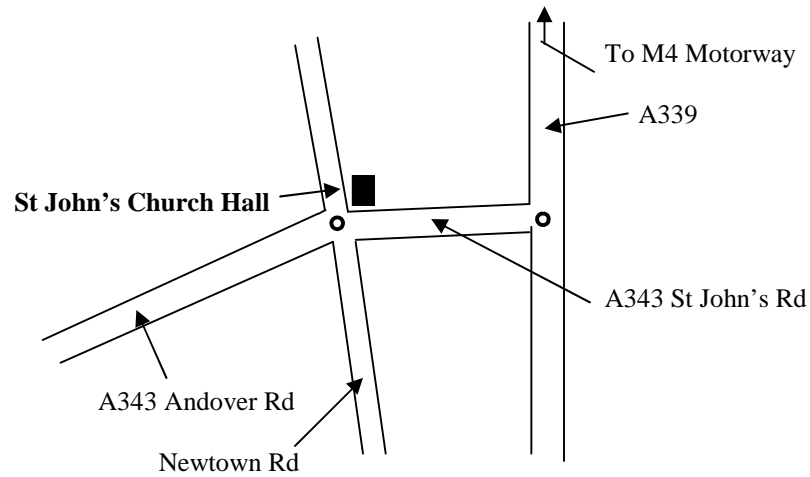 To M4 Motorway
A339
St John's Church Hall
A343 St John's Rd
A343 Andover Rd
Newtown Rd